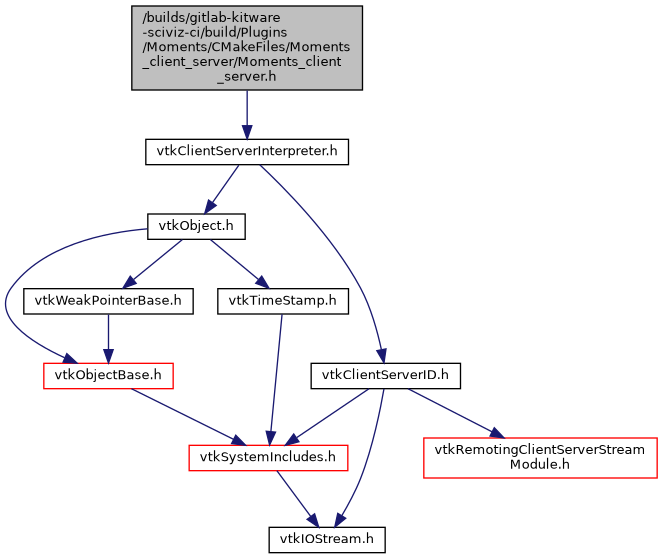 /builds/gitlab-kitware
-sciviz-ci/build/Plugins
/Moments/CMakeFiles/Moments
_client_server/Moments_client
_server.h
vtkClientServerInterpreter.h
vtkObject.h
vtkWeakPointerBase.h
vtkTimeStamp.h
vtkObjectBase.h
vtkClientServerID.h
vtkSystemIncludes.h
vtkRemotingClientServerStream
Module.h
vtkIOStream.h